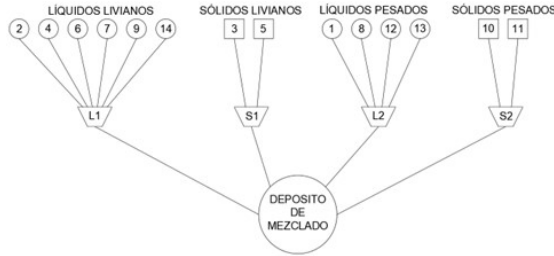 LÍQUIDOS LIVIANOS SÓLIDOS LIVIANOS LÍQUIDOS PESADOS SÓLIDOS PESADOS
2 4 6 7 9 14 3 5 1 8 12 13 10 11
L1 S1 L2 S2
DEPOSITO
DE
MEZCLADO